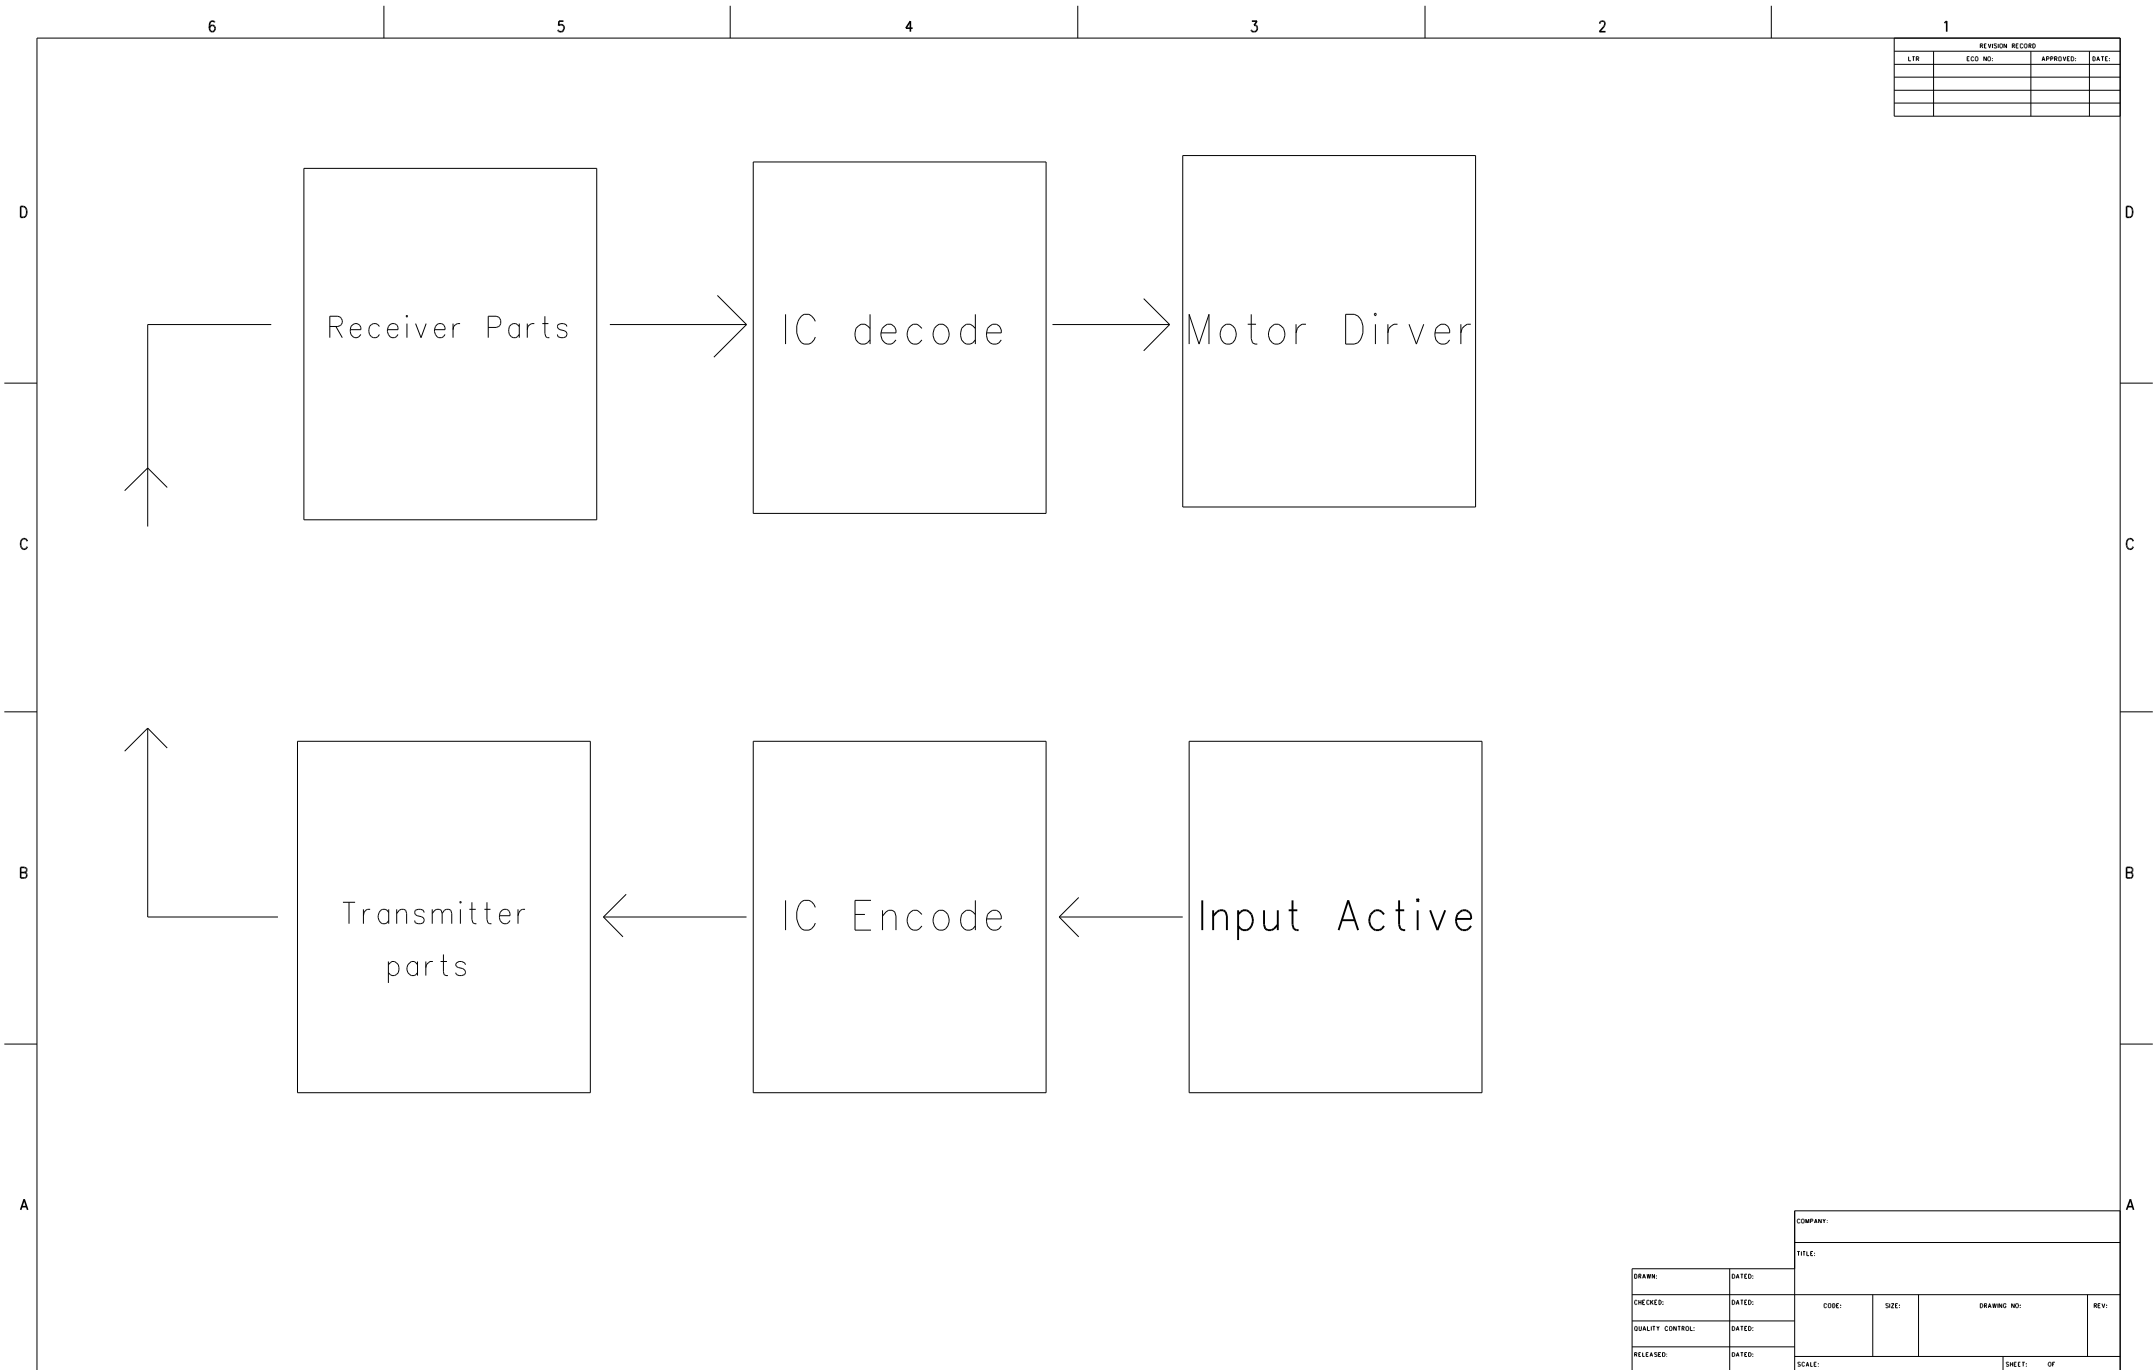 6 5 4 3 2 1
REVISION RECORD
LTR ECO NO: APPROVED: DATE:
D D
Receiver Parts IC decode Motor Dirver
C C
B B
Transmitter IC Encode Input Active
parts
A A
COMPANY:
TITLE:
DRAWN: DATED:
CHECKED: DATED: CODE: SIZE: DRAWING NO: REV:
QUALITY CONTROL: DATED:
RELEASED: DATED: SCALE: SHEET: OF